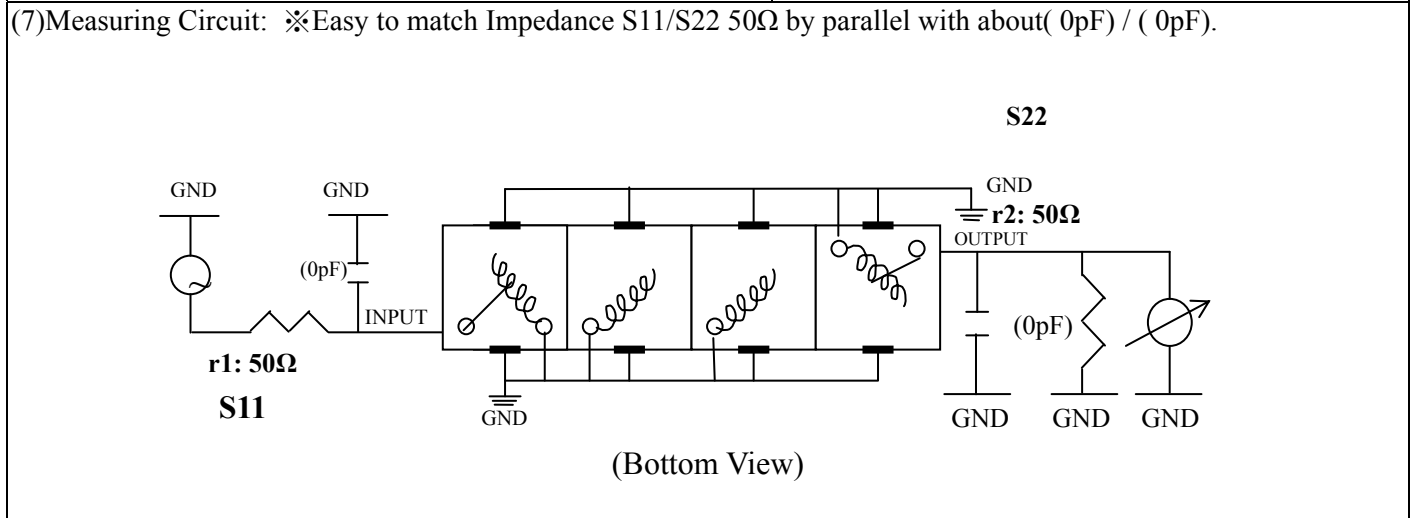 (7)Measuring Circuit: ※Easy to match Impedance S11/S22 50Ω by parallel with about( 0pF) / ( 0pF).
S22
GND
GND
GND
r2: 50Ω
OUTPUT
(0pF)
INPUT
(0pF)
r1: 50Ω
S11
GND
GND
GND
GND
(Bottom View)